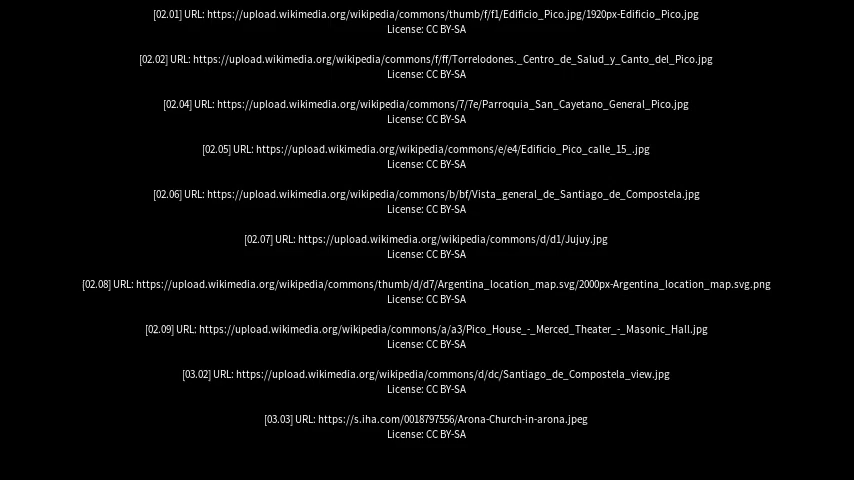 [02.01] URL: https://upload.wikimedia.org/wikipedia/commons/thumb/f/f1/Edificio_Pico.jpg/1920px-Edificio_Pico.jpg
License: CC BY-SA
[02.02] URL: https://upload.wikimedia.org/wikipedia/commons/f/ff/Torrelodones._Centro_de_Salud_y_Canto_del_Pico.jpg
License: CC BY-SA
[02.04] URL: https://upload.wikimedia.org/wikipedia/commons/7/7e/Parroquia_San_Cayetano_General_Pico.jpg
License: CC BY-SA
[02.05] URL: https://upload.wikimedia.org/wikipedia/commons/e/e4/Edificio_Pico_calle_15_.jpg
License: CC BY-SA
[02.06] URL: https://upload.wikimedia.org/wikipedia/commons/b/bf/Vista_general_de_Santiago_de_Compostela.jpg
License: CC BY-SA
[02.07] URL: https://upload.wikimedia.org/wikipedia/commons/d/d1/Jujuy.jpg
License: CC BY-SA
[02.08] URL: https://upload.wikimedia.org/wikipedia/commons/thumb/d/d7/Argentina_location_map.svg/2000px-Argentina_location_map.svg.png
License: CC BY-SA
[02.09] URL: https://upload.wikimedia.org/wikipedia/commons/a/a3/Pico_House_-_Merced_Theater_-_Masonic_Hall.jpg
License: CC BY-SA
[03.02] URL: https://upload.wikimedia.org/wikipedia/commons/d/dc/Santiago_de_Compostela_view.jpg
License: CC BY-SA
[03.03] URL: https://s.iha.com/0018797556/Arona-Church-in-arona.jpeg
License: CC BY-SA